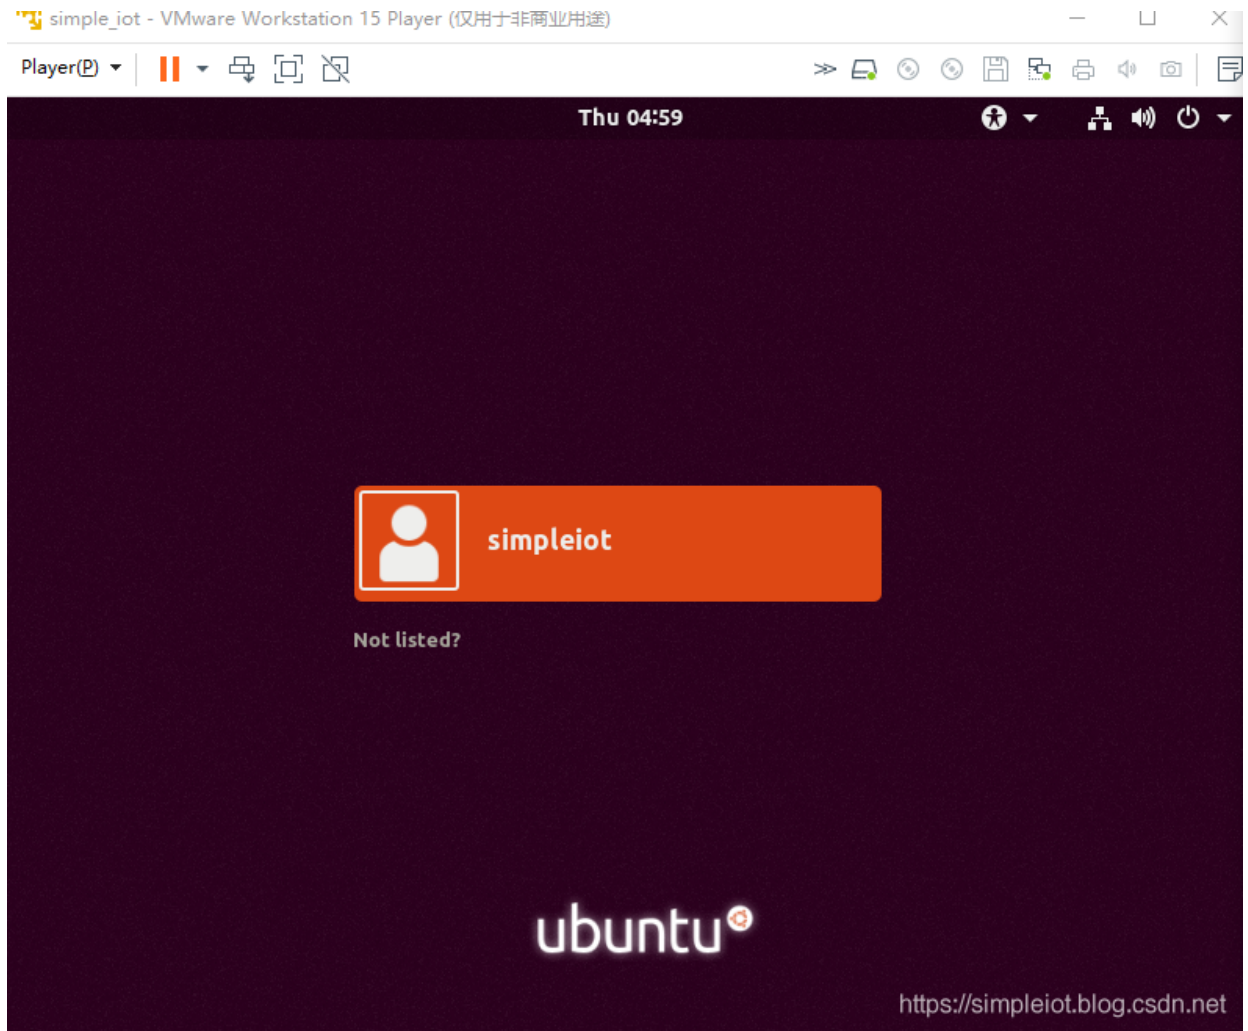 simple_iot - VMware Workstation 15 Player (仅用于非商业用途)
Player(P)
Thu 04:59
simpleiot
Not listed?
ubuntu
https://simpleiot.blog.csdn.net